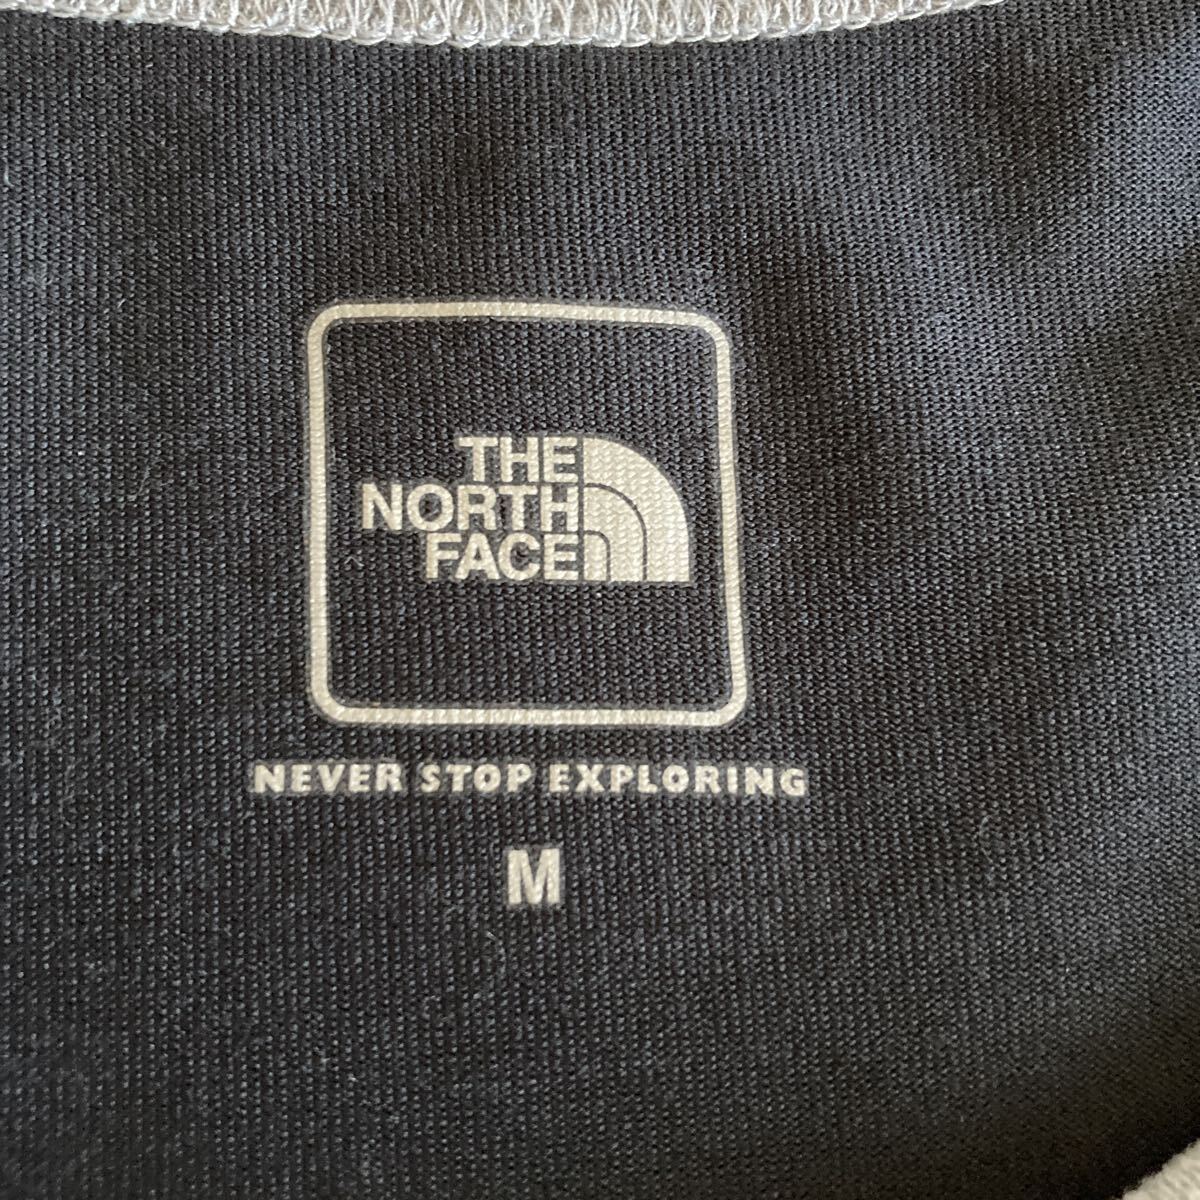 THE
NORTH
FACE
NEVER STOP EXPLORING
M